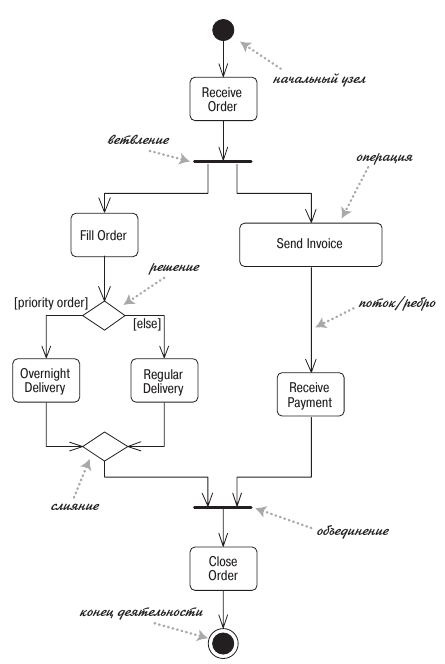 начальный узел
Receive
Order
ветвление
операция
Fill Order
Send Invoice
решение
[priority order]
[else]
поток/ребро
Overnight
Delivery
Regular
Delivery
Receive
Payment
слияние
объединение
Close
Order
конец деятельности